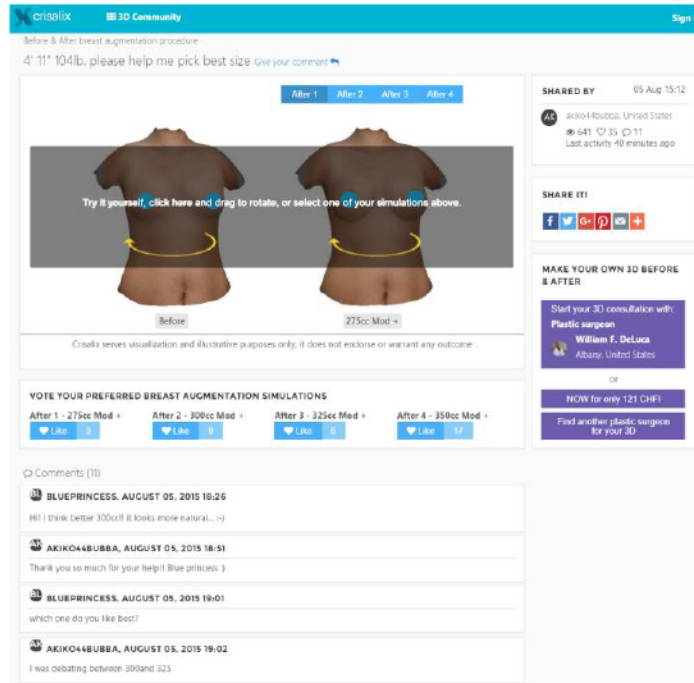 crisalix
3D Community
Sign
Before & After breast augmentation procedure
4' 11" 104lb, please help me pick best size Give your comment
After 1 After 2 After 3 After 4
Try it yourself, click here and drag to rotate, or select one of your simulations above.
Before
275cc Mod +
Crisalix serves visualization and illustrative purposes only, it does not endorse or warrant any outcome
SHARED BY
05 Aug 15:12
AK
akiko44bubba, United States
641 35 11
Last activity 40 minutes ago
SHARE IT!
MAKE YOUR OWN 3D BEFORE
& AFTER
Start your 3D consultation with:
Plastic surgeon
William F. DeLuca
Albany, United States
or
NOW for only 121 CHF!
Find another plastic surgeon
for your 3D
VOTE YOUR PREFERRED BREAST AUGMENTATION SIMULATIONS
After 1 - 275cc Mod +
Like 3
After 2 - 300cc Mod +
Like
After 3 - 325cc Mod +
Like
After 4 - 350cc Mod +
Like 17
Comments (11)
BL
BLUEPRINCESS, AUGUST 05, 2015 18:26
Hi! I think better 300cc!! it looks more natural... :-)
AK
AKIKO44BUBBA, AUGUST 05, 2015 18:51
Thank you so much for your help!! Blue princess :)
BL
BLUEPRINCESS, AUGUST 05, 2015 19:01
which one do you like best?
AK
AKIKO44BUBBA, AUGUST 05, 2015 19:02
I was debating between 300and 325